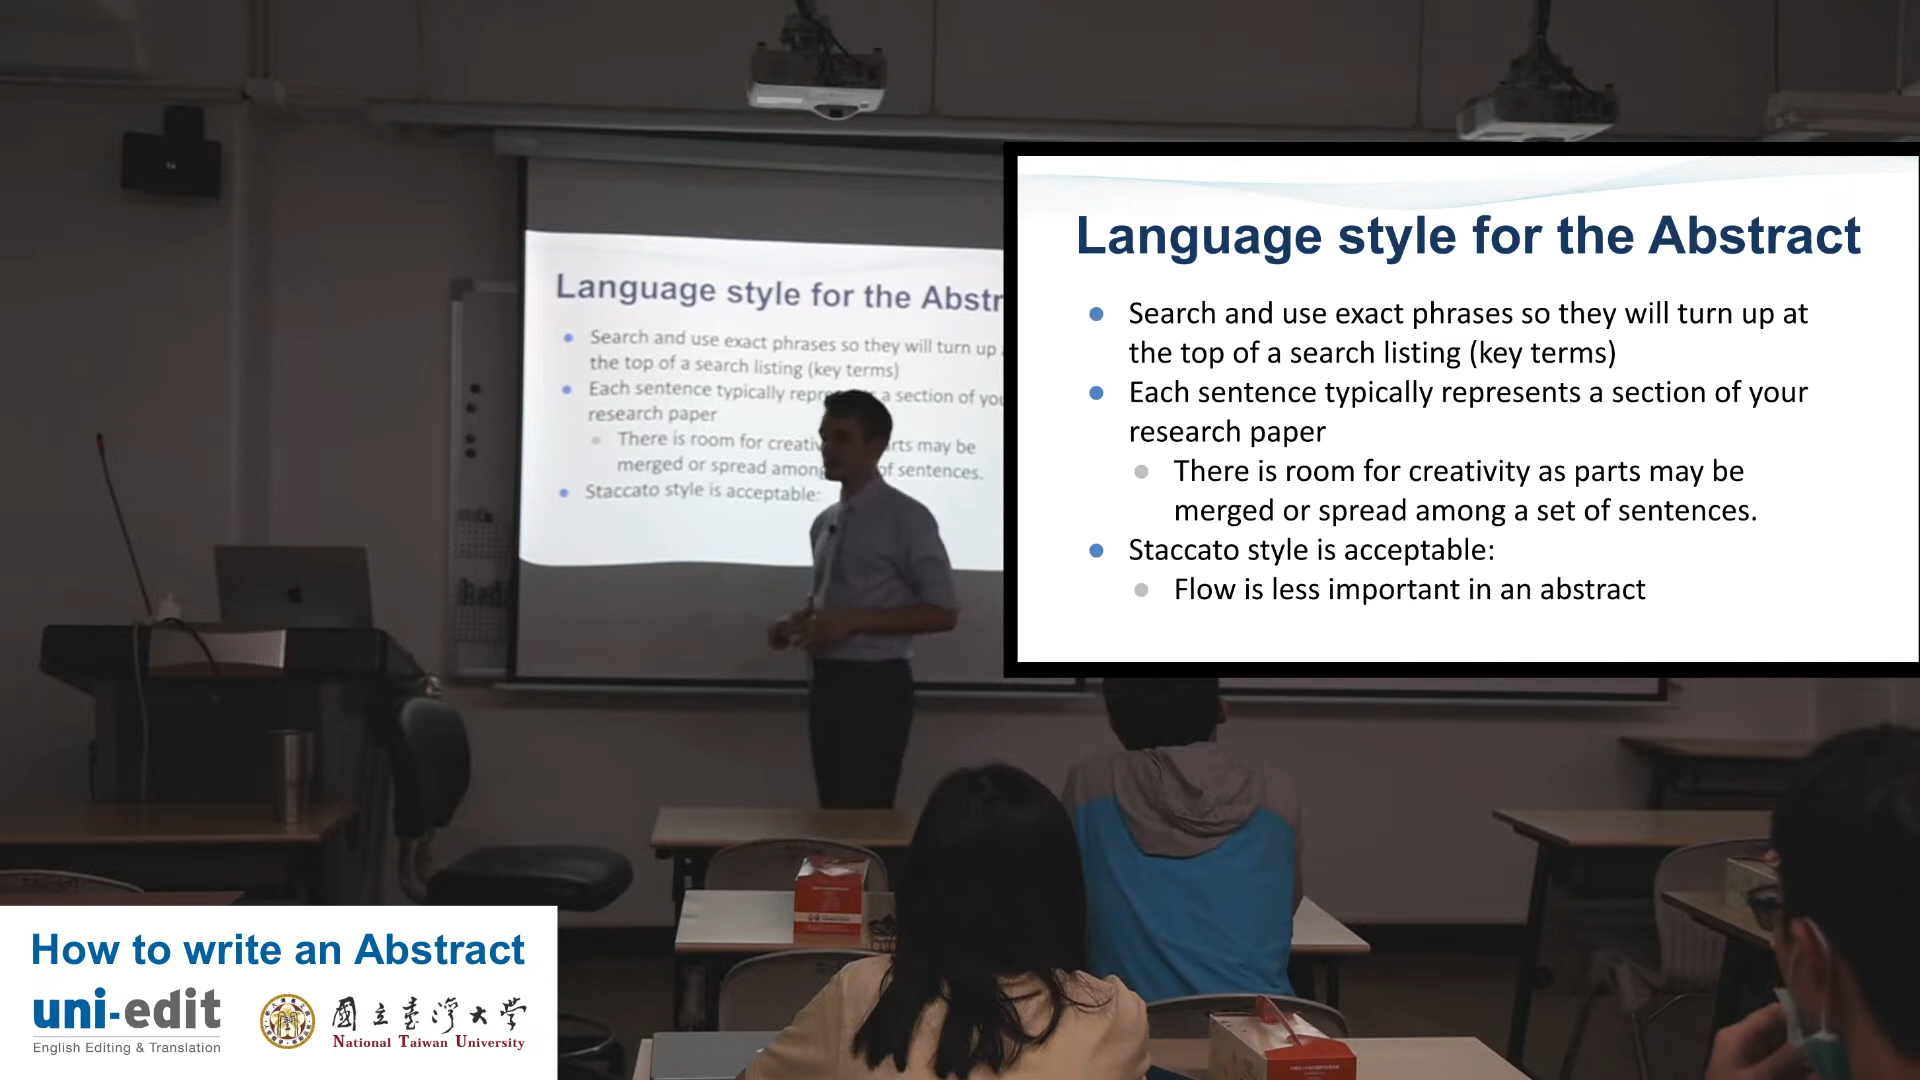 Language style for the Abstr
Search and use exact phrases so they will turn up
the top of a search listing (key terms)
Each sentence typically repr a section of you
research paper
There is room for creativ rts may be
merged or spread among of sentences.
Staccato style is acceptable:
Language style for the Abstract
Search and use exact phrases so they will turn up at
the top of a search listing (key terms)
Each sentence typically represents a section of your
research paper
There is room for creativity as parts may be
merged or spread among a set of sentences.
Staccato style is acceptable:
Flow is less important in an abstract
How to write an Abstract
uni-edit
English Editing & Translation
國立臺灣大學
National Taiwan University